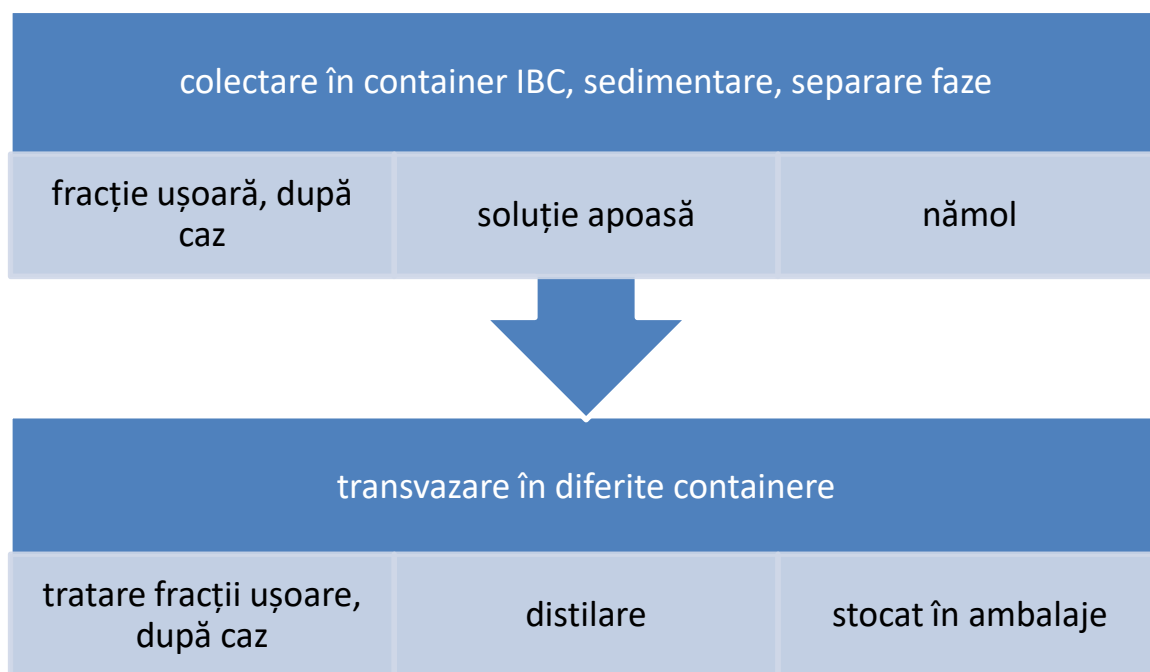 colectare în container IBC, sedimentare, separare faze
fracție ușoară, după
caz
soluție apoasă
nămol
transvazare în diferite containere
tratare fracții ușoare,
după caz
distilare
stocat în ambalaje